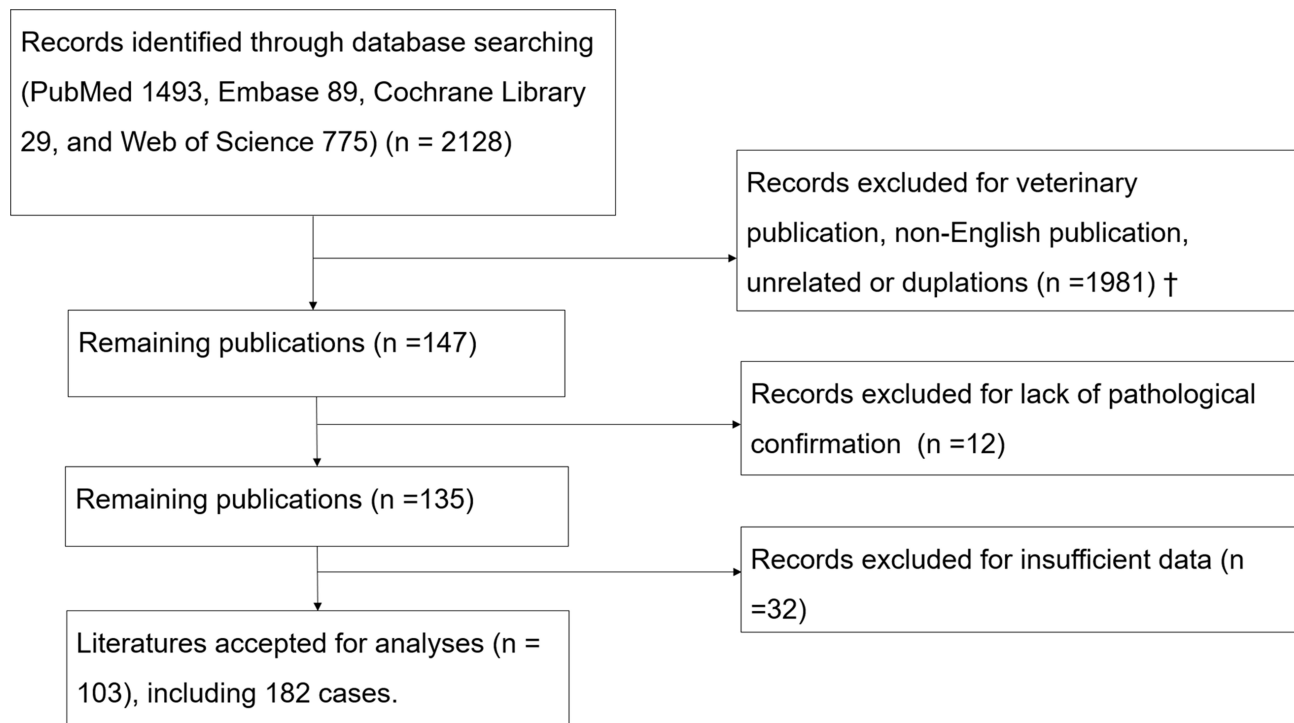 Records identified through database searching
(PubMed 1493, Embase 89, Cochrane Library
29, and Web of Science 775) (n = 2128)
Records excluded for veterinary
publication, non-English publication,
unrelated or duplations (n =1981) †
Remaining publications (n =147)
Records excluded for lack of pathological
confirmation (n =12)
Remaining publications (n =135)
Records excluded for insufficient data (n
=32)
Literatures accepted for analyses (n =
103), including 182 cases.